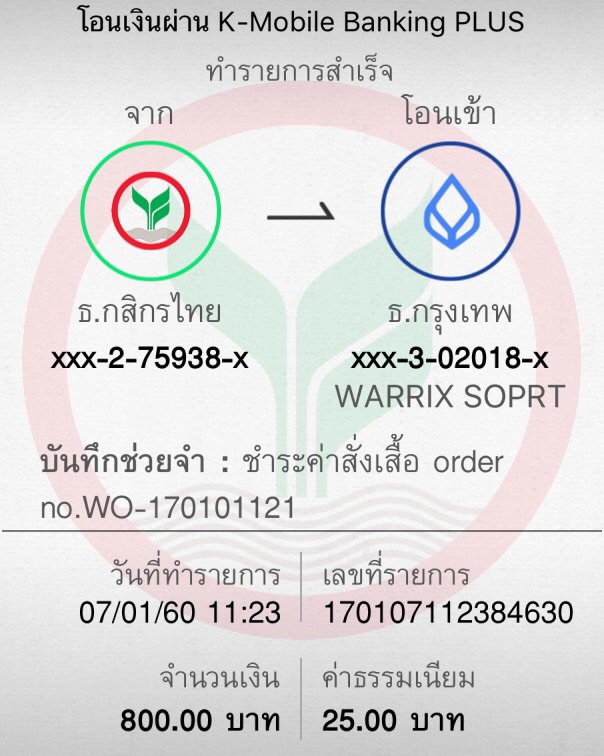 โอนเงินผ่าน K-Mobile Banking PLUS
ทำรายการสำเร็จ
จาก โอนเข้า
ธ.กสิกรไทย ธ.กรุงเทพ
xxx-2-75938-x xxx-3-02018-x
WARRIX SOPRT
บันทึกช่วยจำ : ชำระค่าสั่งเสื้อ order
no.WO-170101121
วันที่ทำรายการ เลขที่รายการ
07/01/60 11:23 170107112384630
จำนวนเงิน ค่าธรรมเนียม
800.00 บาท 25.00 บาท